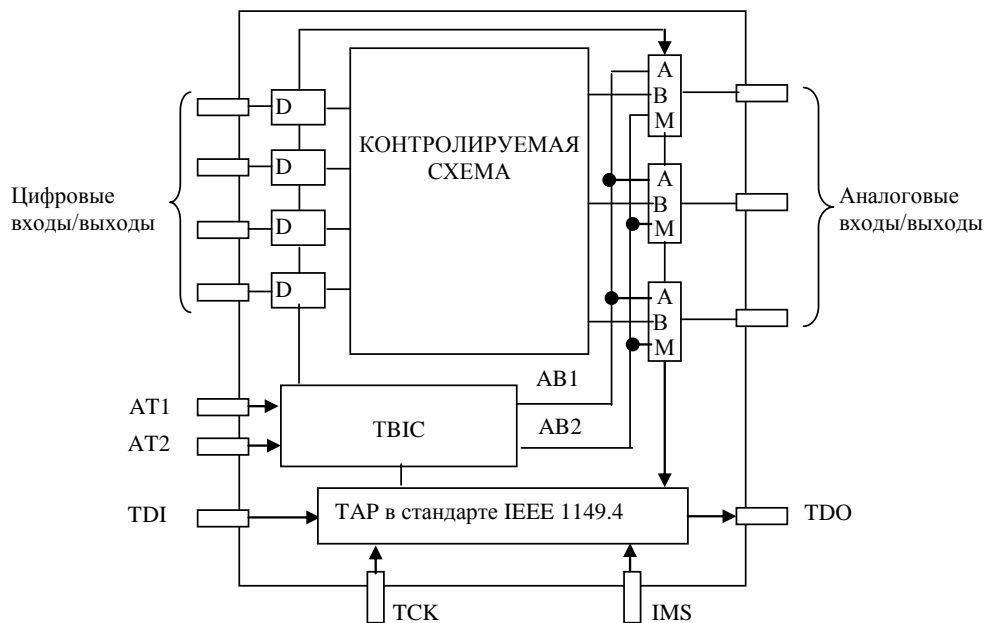 D
D
D
D
КОНТРОЛИРУЕМАЯ
СХЕМА
A
B
M
A
B
M
A
B
M
Цифровые
входы/выходы
Аналоговые
входы/выходы
AT1
AT2
TBIC
AB1
AB2
TDI
TAP в стандарте IEEE 1149.4
TDO
TCK
IMS